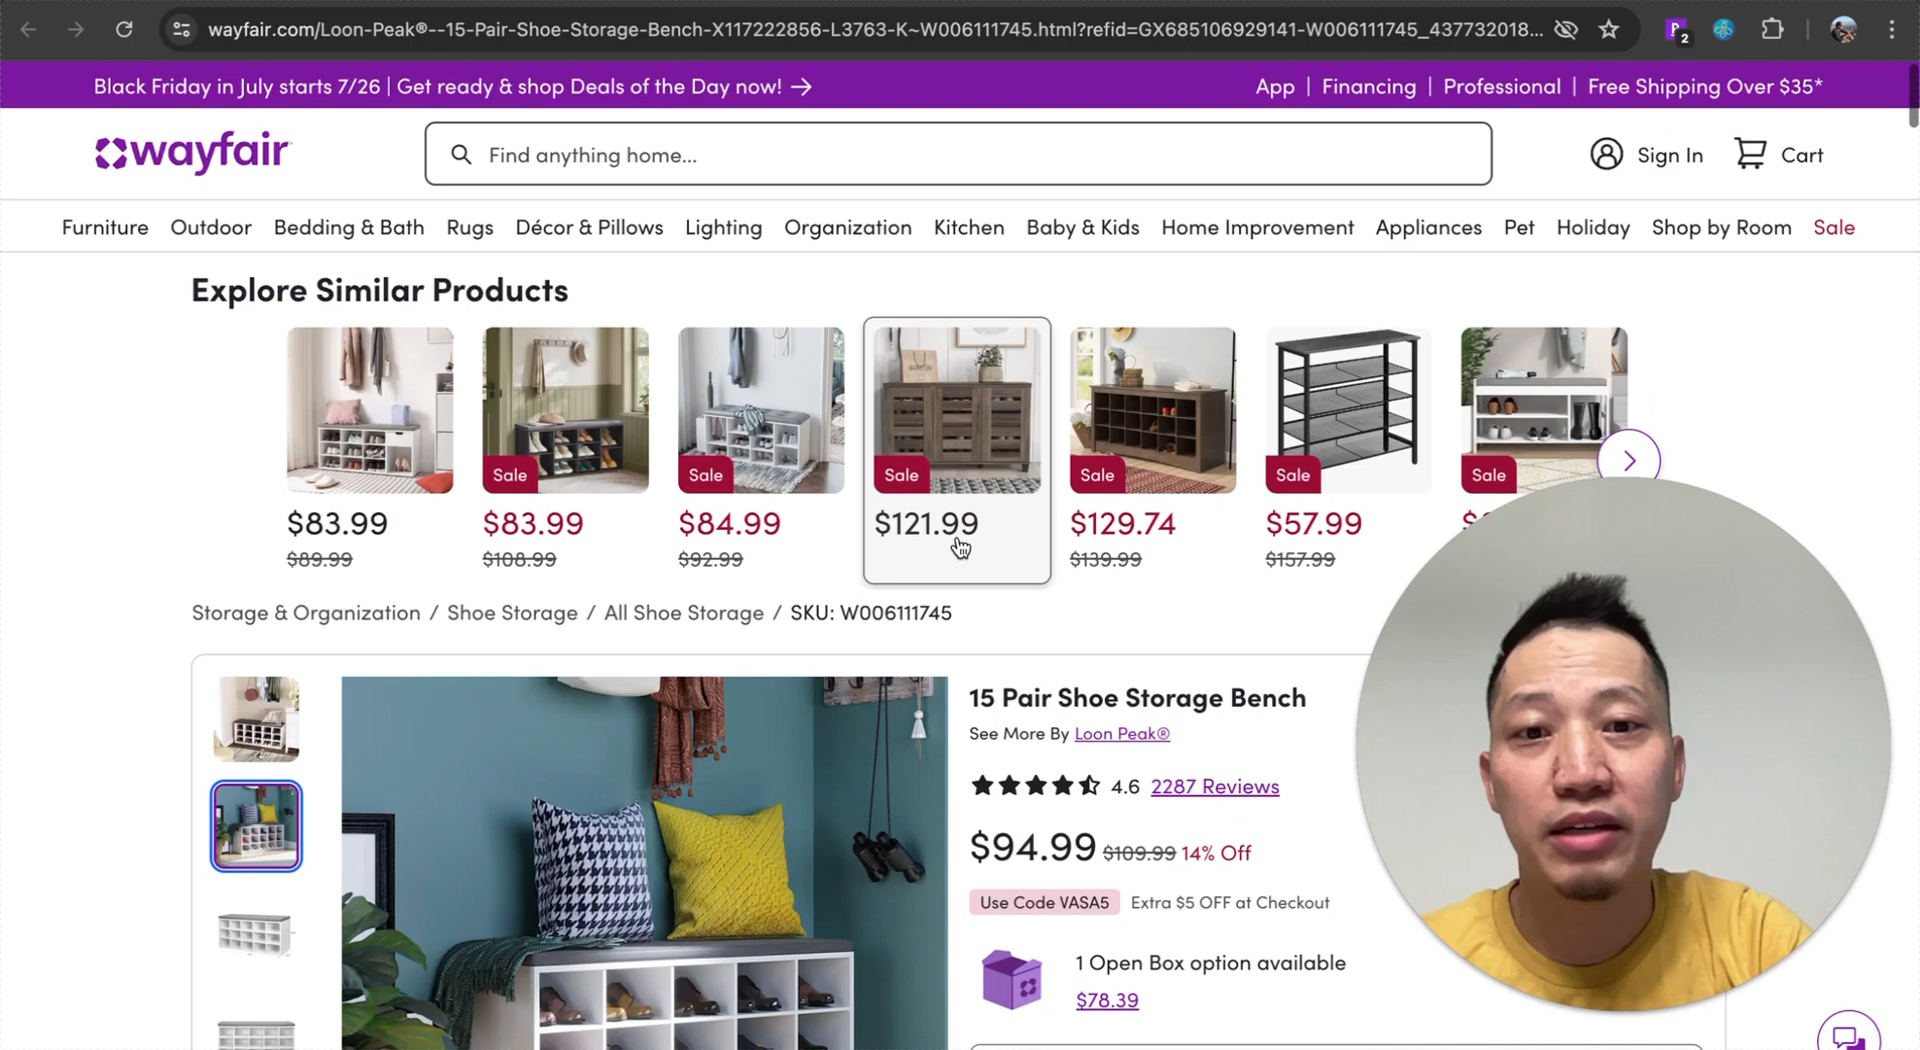 wayfair.com/Loon-Peak®--15-Pair-Shoe-Storage-Bench-X117222856-L3763-K~W006111745.html?refid=GX685106929141-W006111745_437732018...
2
Black Friday in July starts 7/26 | Get ready & shop Deals of the Day now! →
App | Financing | Professional | Free Shipping Over $35*
wayfair
Find anything home...
Sign In
Cart
Furniture Outdoor Bedding & Bath Rugs Décor & Pillows Lighting Organization Kitchen Baby & Kids Home Improvement Appliances Pet Holiday Shop by Room Sale
Explore Similar Products
Sale Sale Sale Sale Sale Sale
$83.99 $83.99 $84.99 $121.99 $129.74 $57.99
$89.99 $108.99 $92.99 $139.99 $157.99
Storage & Organization / Shoe Storage / All Shoe Storage / SKU: W006111745
15 Pair Shoe Storage Bench
See More By Loon Peak®
4.6 2287 Reviews
$94.99 $109.99 14% Off
Use Code VASA5 Extra $5 OFF at Checkout
1 Open Box option available
$78.39